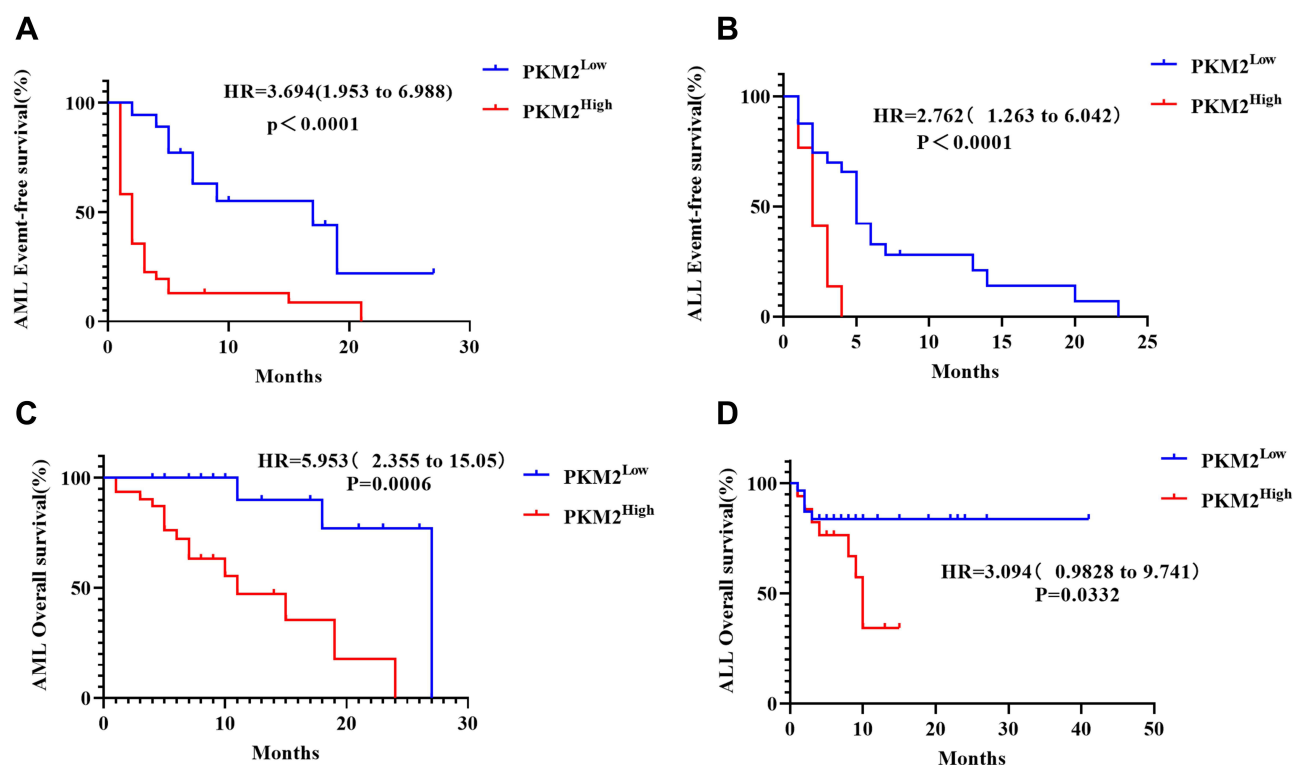 A
AML Evemt-free survival(%)
HR=3.694(1.953 to 6.988)
p<0.0001
PKM2Low
PKM2High
100
50
0
0 10 20 30
Months
B
ALL Evemt-free survival(%)
HR=2.762( 1.263 to 6.042)
P<0.0001
PKM2Low
PKM2High
100
50
0
0 5 10 15 20 25
Months
C
AML Overall survival(%)
HR=5.953( 2.355 to 15.05)
P=0.0006
PKM2Low
PKM2High
100
50
0
0 10 20 30
Months
D
ALL Overall survival(%)
PKM2Low
PKM2High
HR=3.094( 0.9828 to 9.741)
P=0.0332
100
50
0
0 10 20 30 40 50
Months